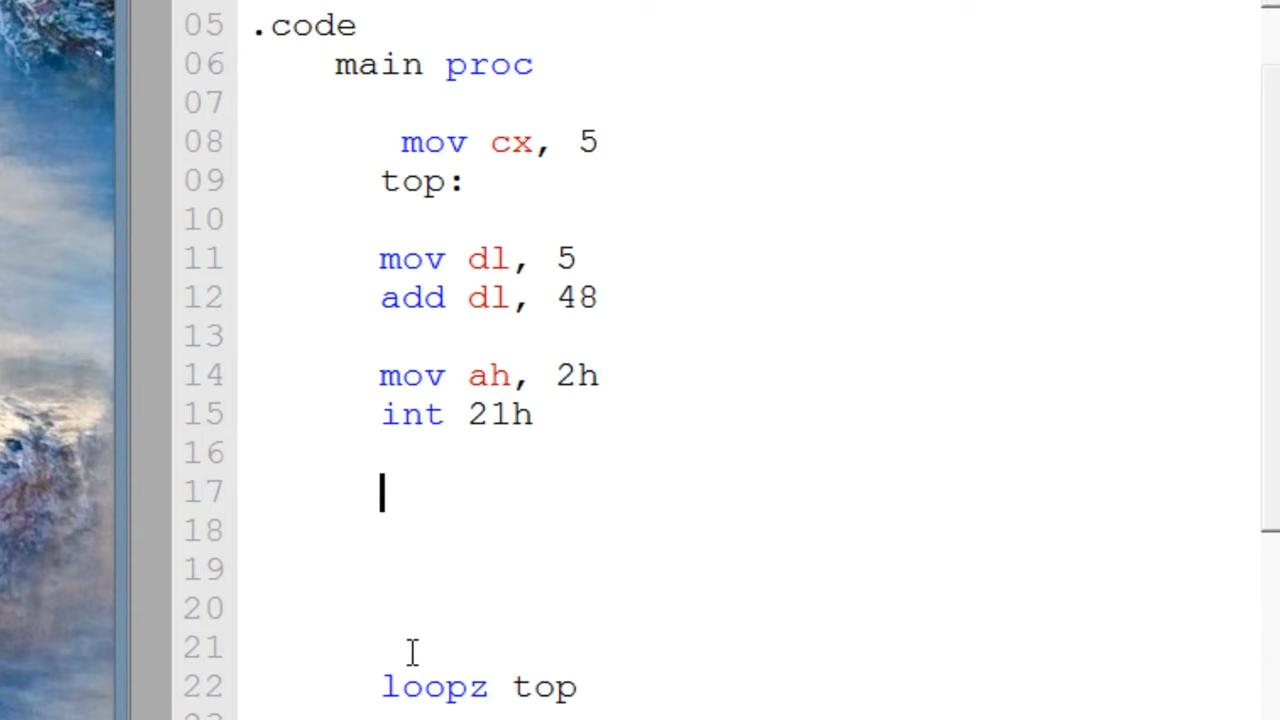 05 .code
06 main proc
07
08 mov cx, 5
09 top:
10
11 mov dl, 5
12 add dl, 48
13
14 mov ah, 2h
15 int 21h
16
17
18
19
20
21
22 loopz top